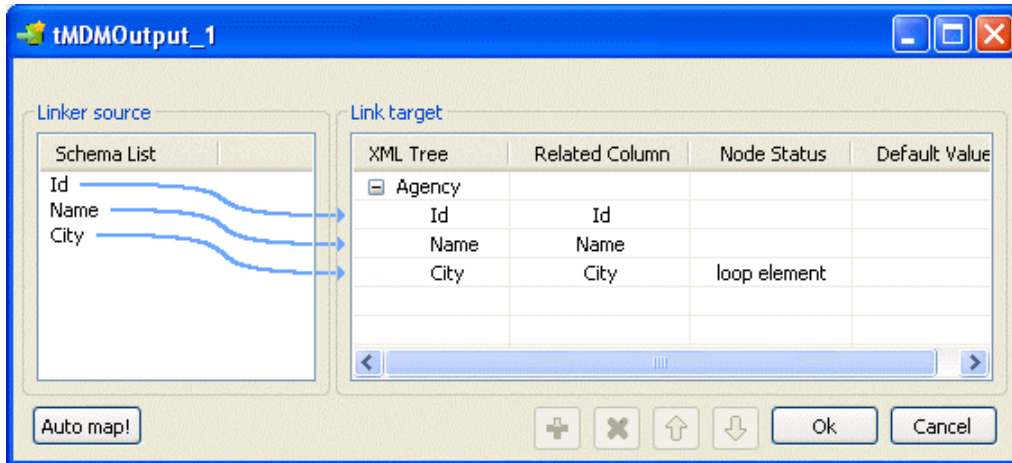 tMDMOutput_1
Linker source
Link target
Schema List
XML Tree Related Column Node Status Default Value
Agency
Id
Id Id
Name
Name Name
City
City City loop element
Auto map!
Ok
Cancel